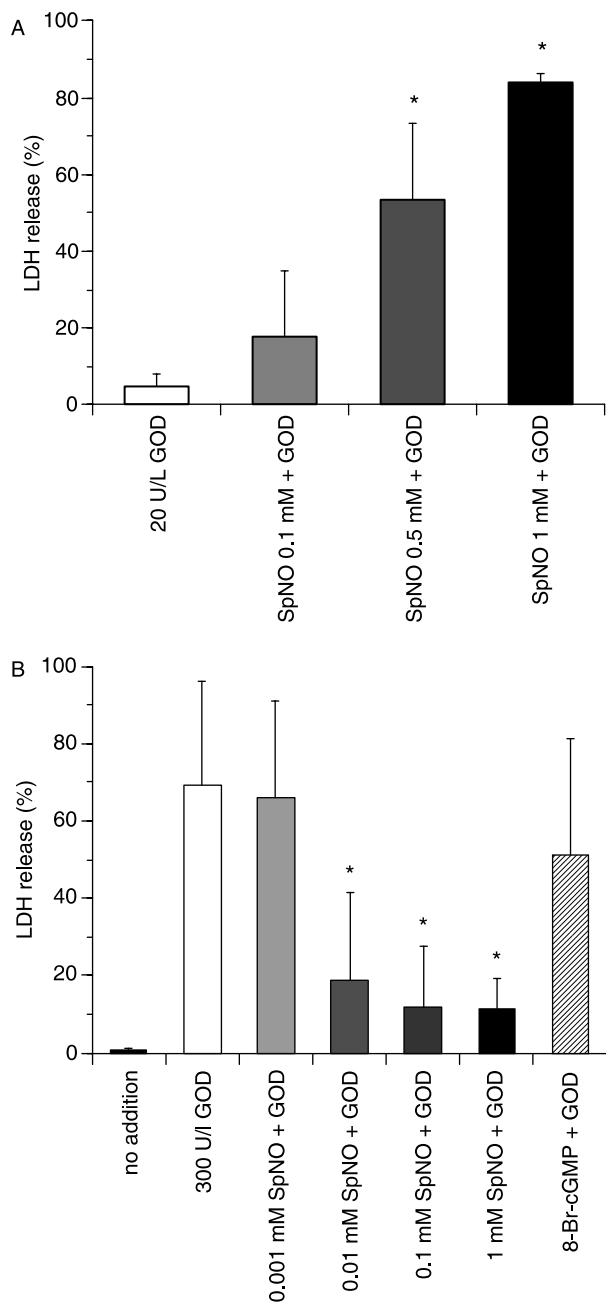 A
100
80
60
40
20
0
LDH release (%)
*
*
20 U/L GOD
SpNO 0.1 mM + GOD
SpNO 0.5 mM + GOD
SpNO 1 mM + GOD
B
100
80
60
40
20
0
LDH release (%)
*
*
*
no addition
300 U/l GOD
0.001 mM SpNO + GOD
0.01 mM SpNO + GOD
0.1 mM SpNO + GOD
1 mM SpNO + GOD
8-Br-cGMP + GOD